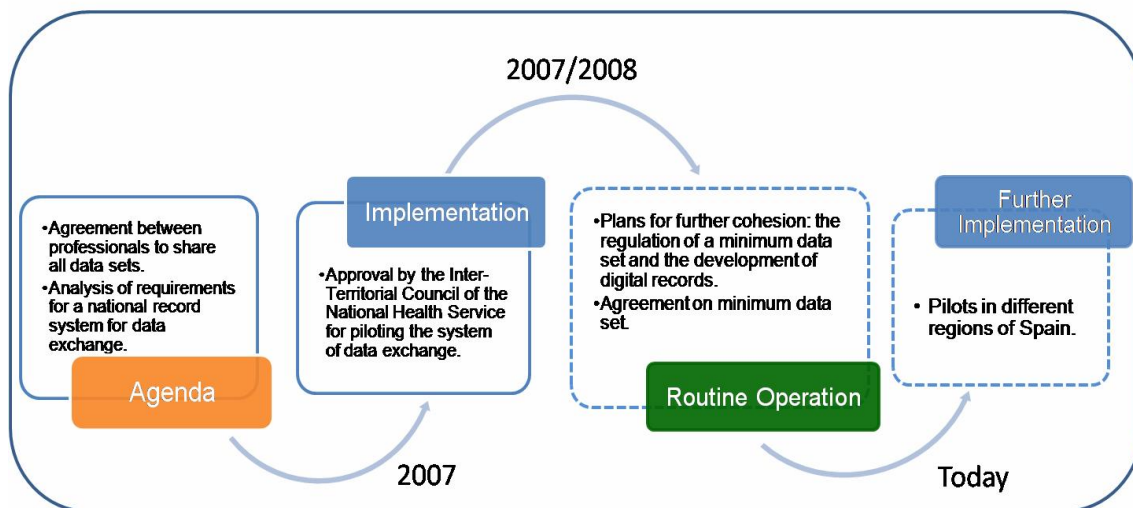 2007/2008
•Agreement between
professionals to share
all data sets.
•Analysis of requirements
for a national record
system for data
exchange.
Agenda
2007
Implementation
•Approval by the Inter-
Territorial Council of the
National Health Service
for piloting the system
of data exchange.
•Plans for further cohesion: the
regulation of a minimum data
set and the development of
digital records.
•Agreement on minimum data
set.
Routine Operation
Further
Implementation
• Pilots in different
regions of Spain.
Today